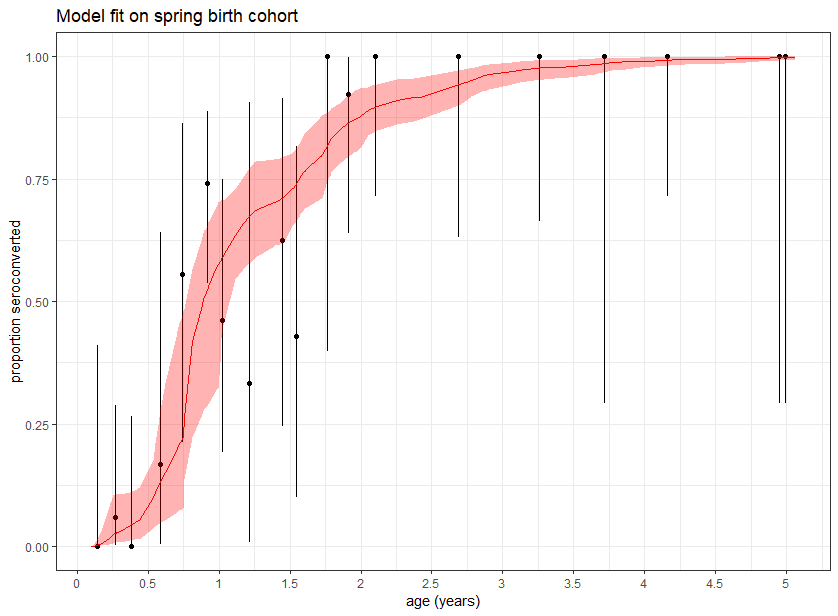 Model fit on spring birth cohort
1.00
0.75
0.50
0.25
0.00
proportion seroconverted
0 0.5 1 1.5 2 2.5 3 3.5 4 4.5 5
age (years)